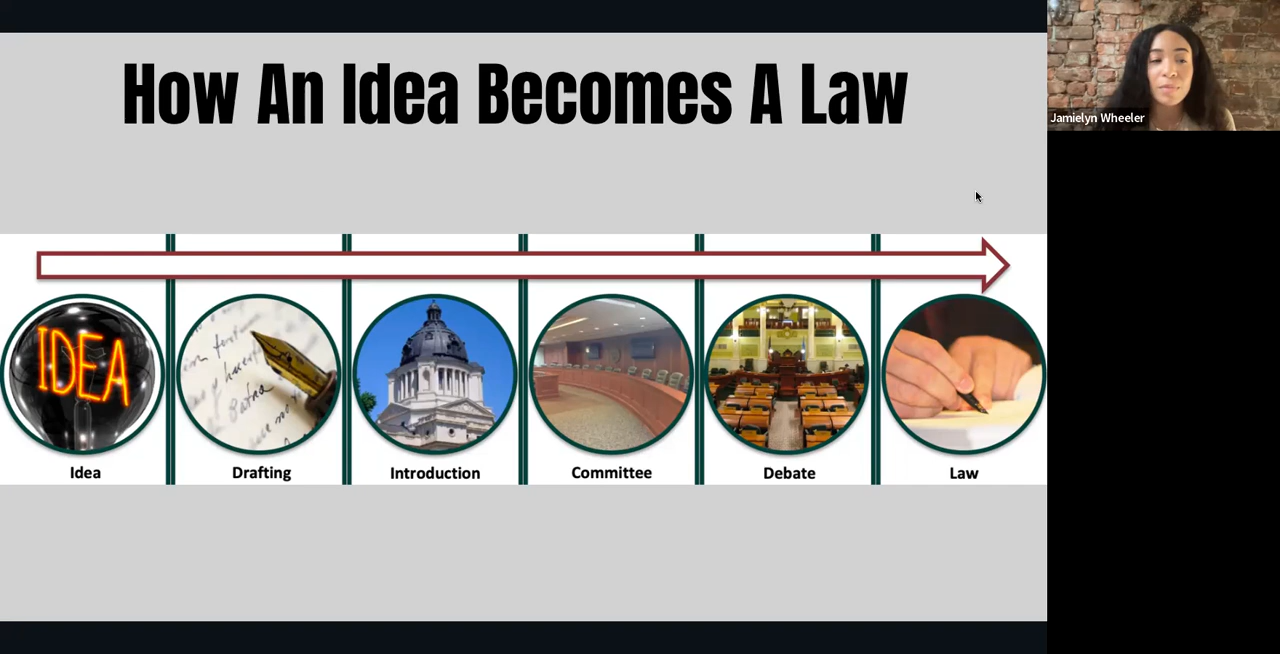 How An Idea Becomes A Law
Jamielyn Wheeler
IDEA
Idea
Drafting
Introduction
Committee
Debate
Law